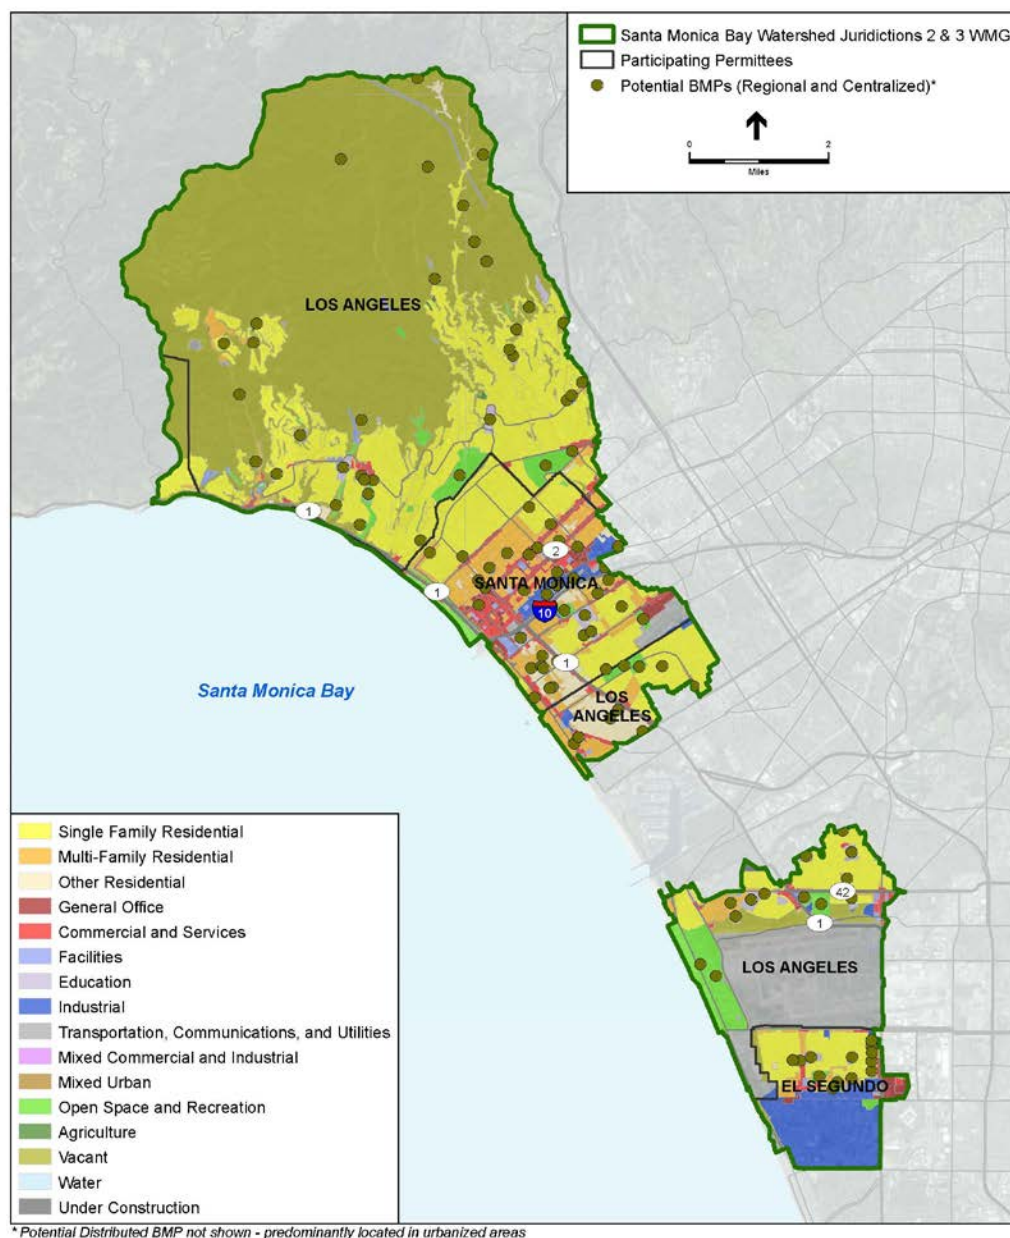 Santa Monica Bay Watershed Juridictions 2 & 3 WMG
Participating Permittees
Potential BMPs (Regional and Centralized)*
0 2
Miles
LOS ANGELES
1
2
SANTA MONICA
1
10
1
Santa Monica Bay
LOS
ANGELES
42
1
LOS ANGELES
EL SEGUNDO
Single Family Residential
Multi-Family Residential
Other Residential
General Office
Commercial and Services
Facilities
Education
Industrial
Transportation, Communications, and Utilities
Mixed Commercial and Industrial
Mixed Urban
Open Space and Recreation
Agriculture
Vacant
Water
Under Construction
* Potential Distributed BMP not shown - predominantly located in urbanized areas